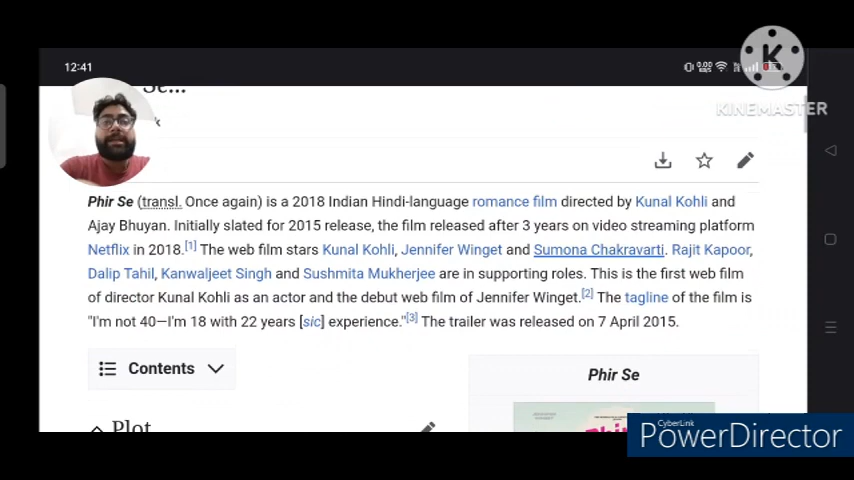 12:41
KINEMASTER
Se...
k
Phir Se (transl. Once again) is a 2018 Indian Hindi-language romance film directed by Kunal Kohli and
Ajay Bhuyan. Initially slated for 2015 release, the film released after 3 years on video streaming platform
Netflix in 2018.[1] The web film stars Kunal Kohli, Jennifer Winget and Sumona Chakravarti. Rajit Kapoor,
Dalip Tahil, Kanwaljeet Singh and Sushmita Mukherjee are in supporting roles. This is the first web film
of director Kunal Kohli as an actor and the debut web film of Jennifer Winget.[2] The tagline of the film is
"I'm not 40—I'm 18 with 22 years [sic] experience."[3] The trailer was released on 7 April 2015.
Contents
Phir Se
Plot
CyberLink
PowerDirector